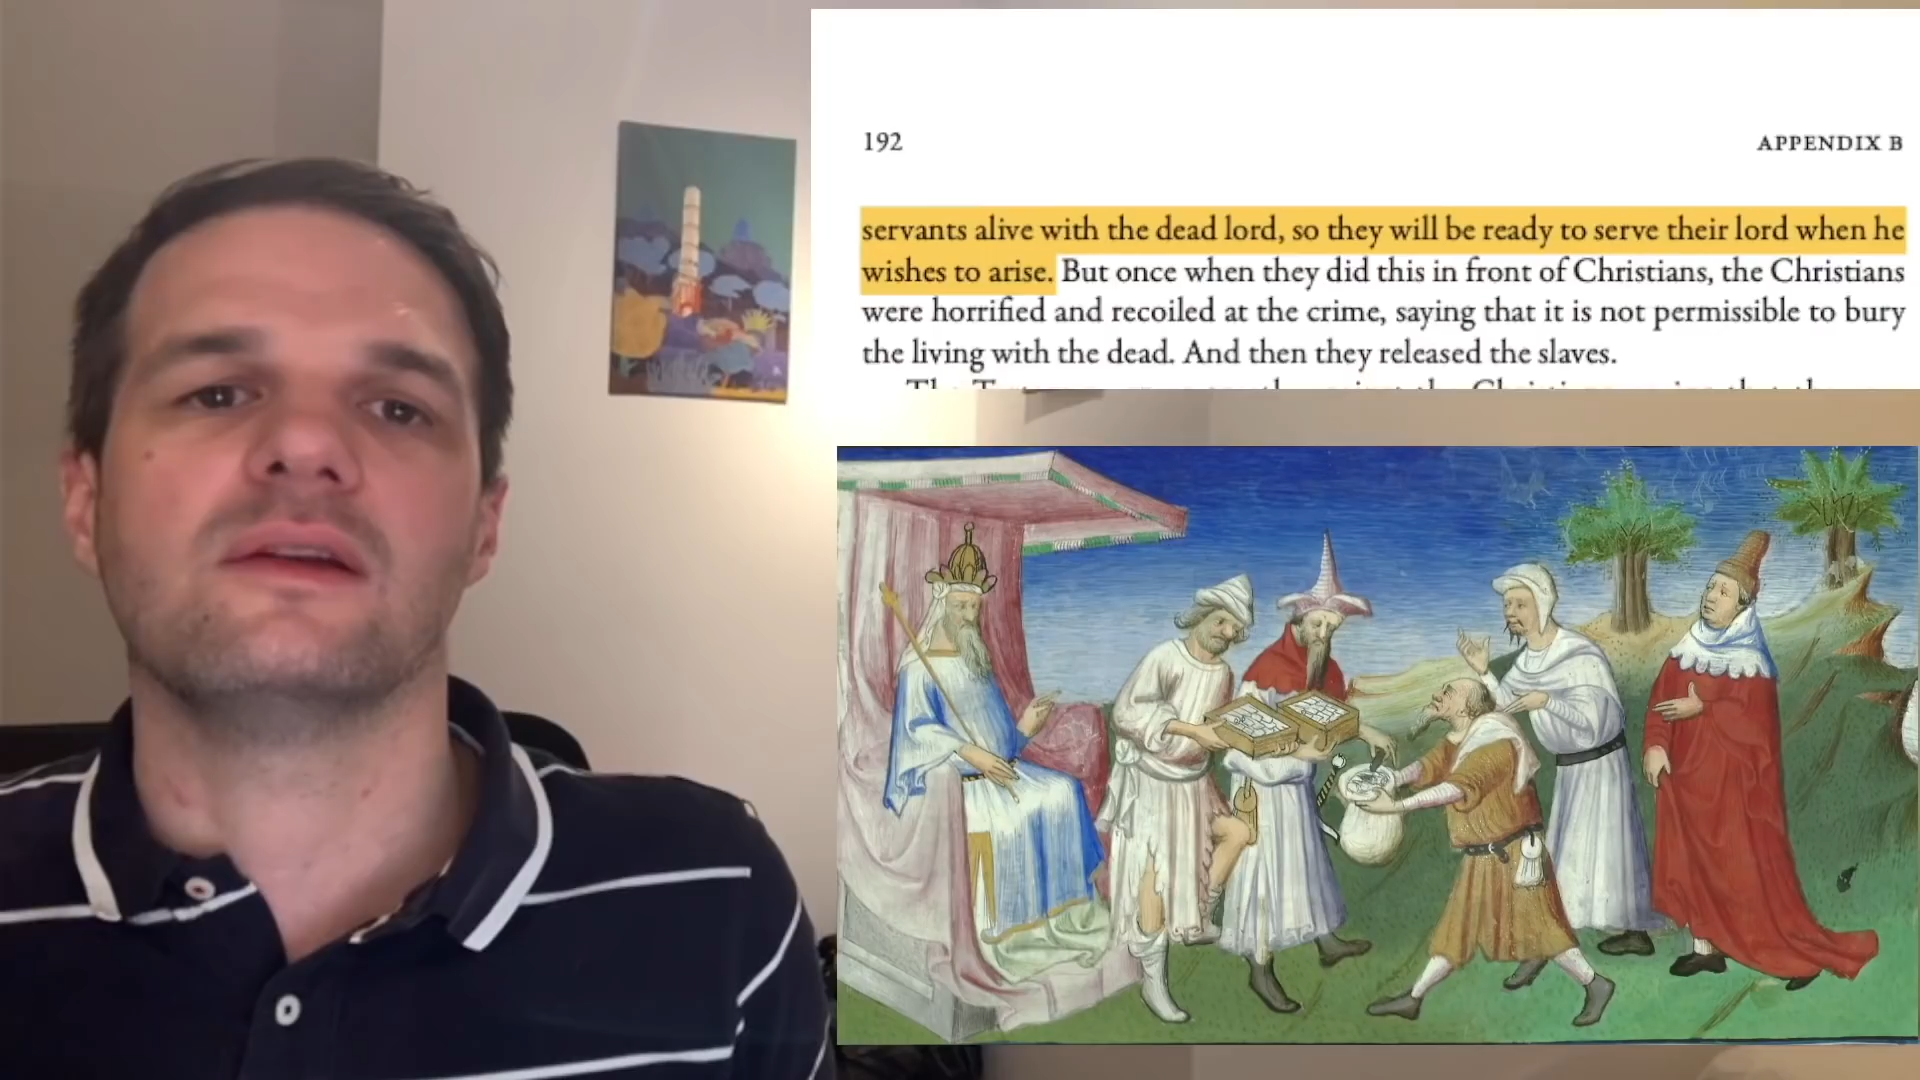 192 APPENDIX B
servants alive with the dead lord, so they will be ready to serve their lord when he
wishes to arise. But once when they did this in front of Christians, the Christians
were horrified and recoiled at the crime, saying that it is not permissible to bury
the living with the dead. And then they released the slaves.